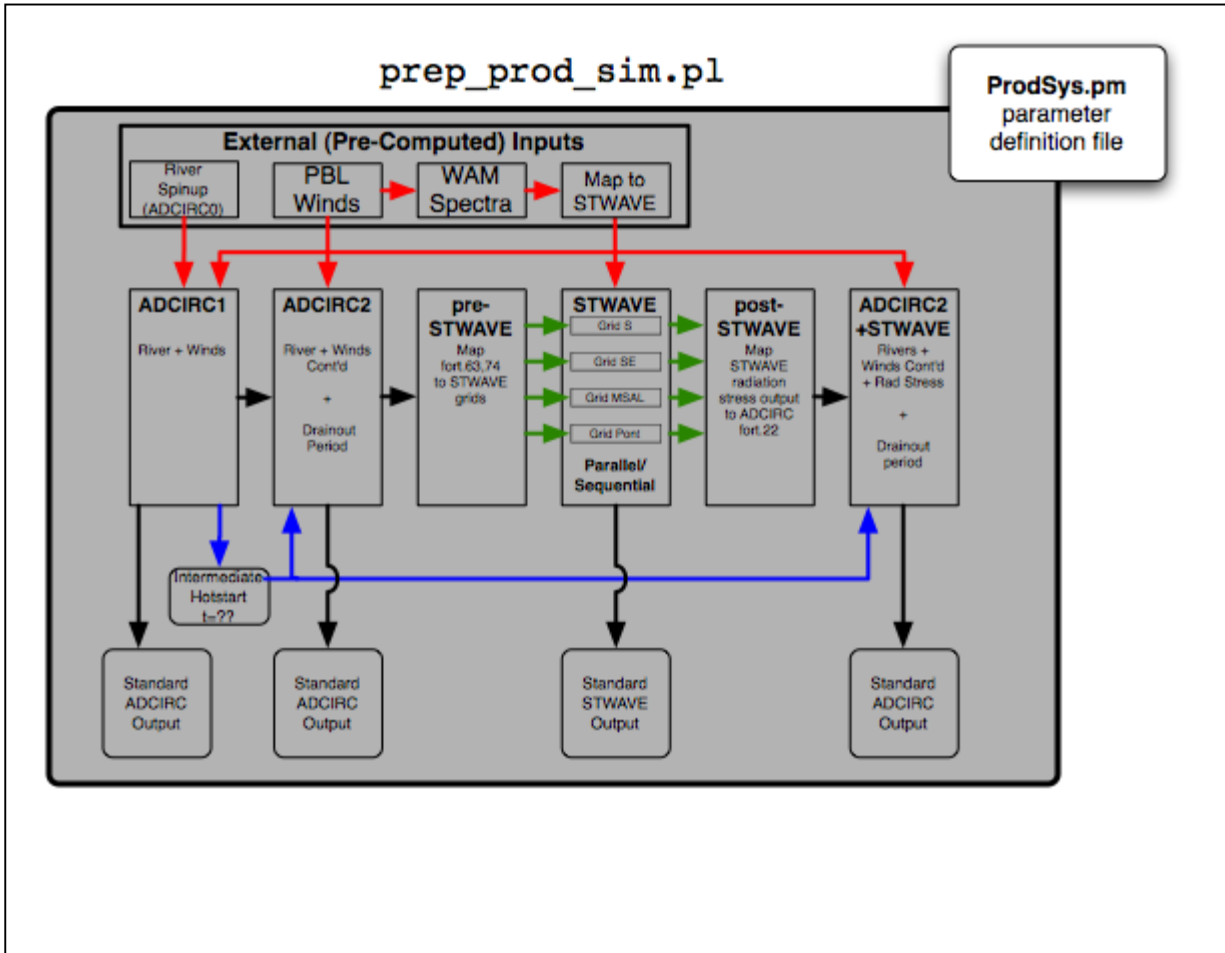 prep_prod_sim.pl
ProdSys.pm
parameter
definition file
External (Pre-Computed) Inputs
River
Spinup
(ADCIRC0)
PBL
Winds
WAM
Spectra
Map to
STWAVE
ADCIRC1
River + Winds
ADCIRC2
River + Winds
Cont'd
+
Drainout
Period
pre-
STWAVE
Map
fort.63,74
to STWAVE
grids
STWAVE
Grid S
Grid SE
Grid MSAL
Grid Pont
Parallel/
Sequential
post-
STWAVE
Map
STWAVE
radiation
stress output
to ADCIRC
fort.22
ADCIRC2
+STWAVE
Rivers +
Winds Cont'd
+ Rad Stress
+
Drainout
period
Intermediate
Hotstart
t=??
Standard
ADCIRC
Output
Standard
ADCIRC
Output
Standard
STWAVE
Output
Standard
ADCIRC
Output